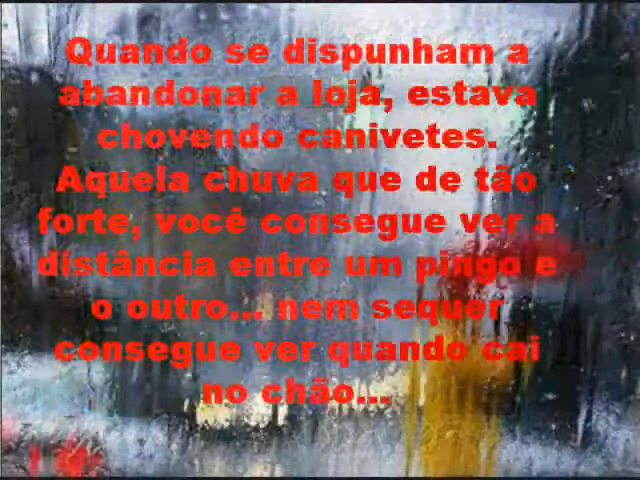 Quando se dispunham a
abandonar a loja, estava
chovendo canivetes.
Aquela chuva que de tão
forte, você consegue ver a
distância entre um pingo e
o outro... nem sequer
consegue ver quando cai
no chão...